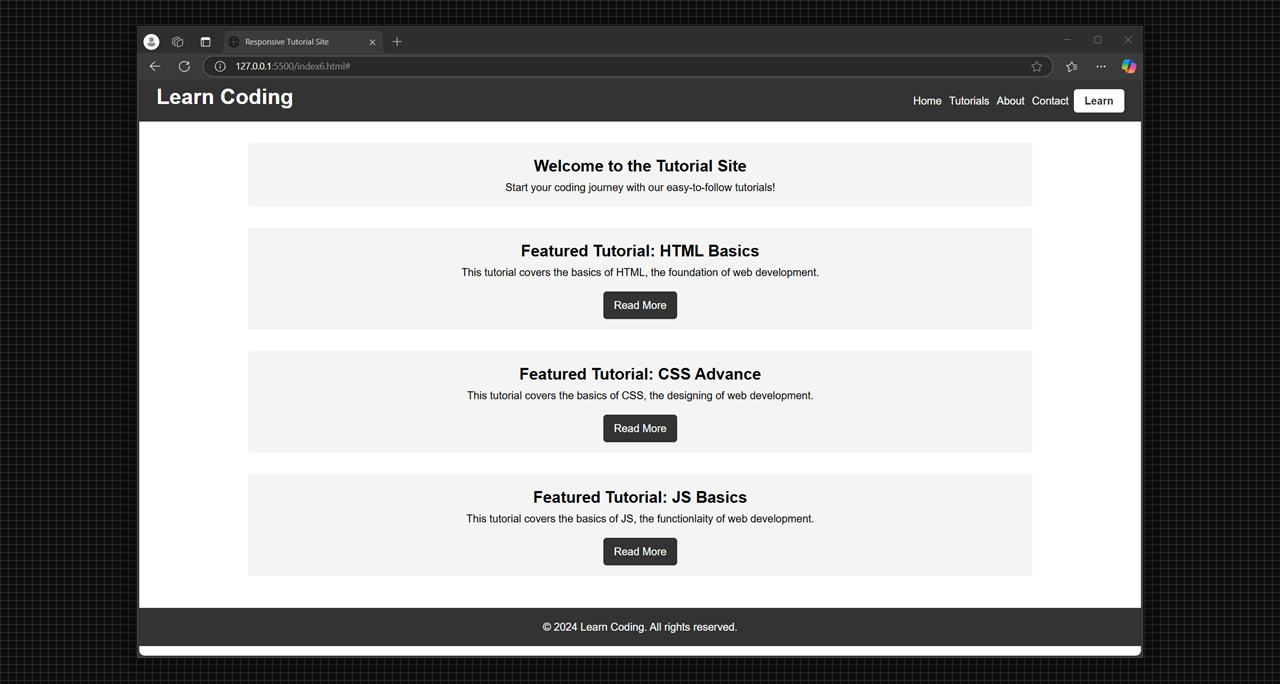 Responsive Tutorial Site
127.0.0.1:5500/index6.html#
Learn Coding
Home Tutorials About Contact Learn
Welcome to the Tutorial Site
Start your coding journey with our easy-to-follow tutorials!
Featured Tutorial: HTML Basics
This tutorial covers the basics of HTML, the foundation of web development.
Read More
Featured Tutorial: CSS Advance
This tutorial covers the basics of CSS, the designing of web development.
Read More
Featured Tutorial: JS Basics
This tutorial covers the basics of JS, the functionlaity of web development.
Read More
© 2024 Learn Coding. All rights reserved.